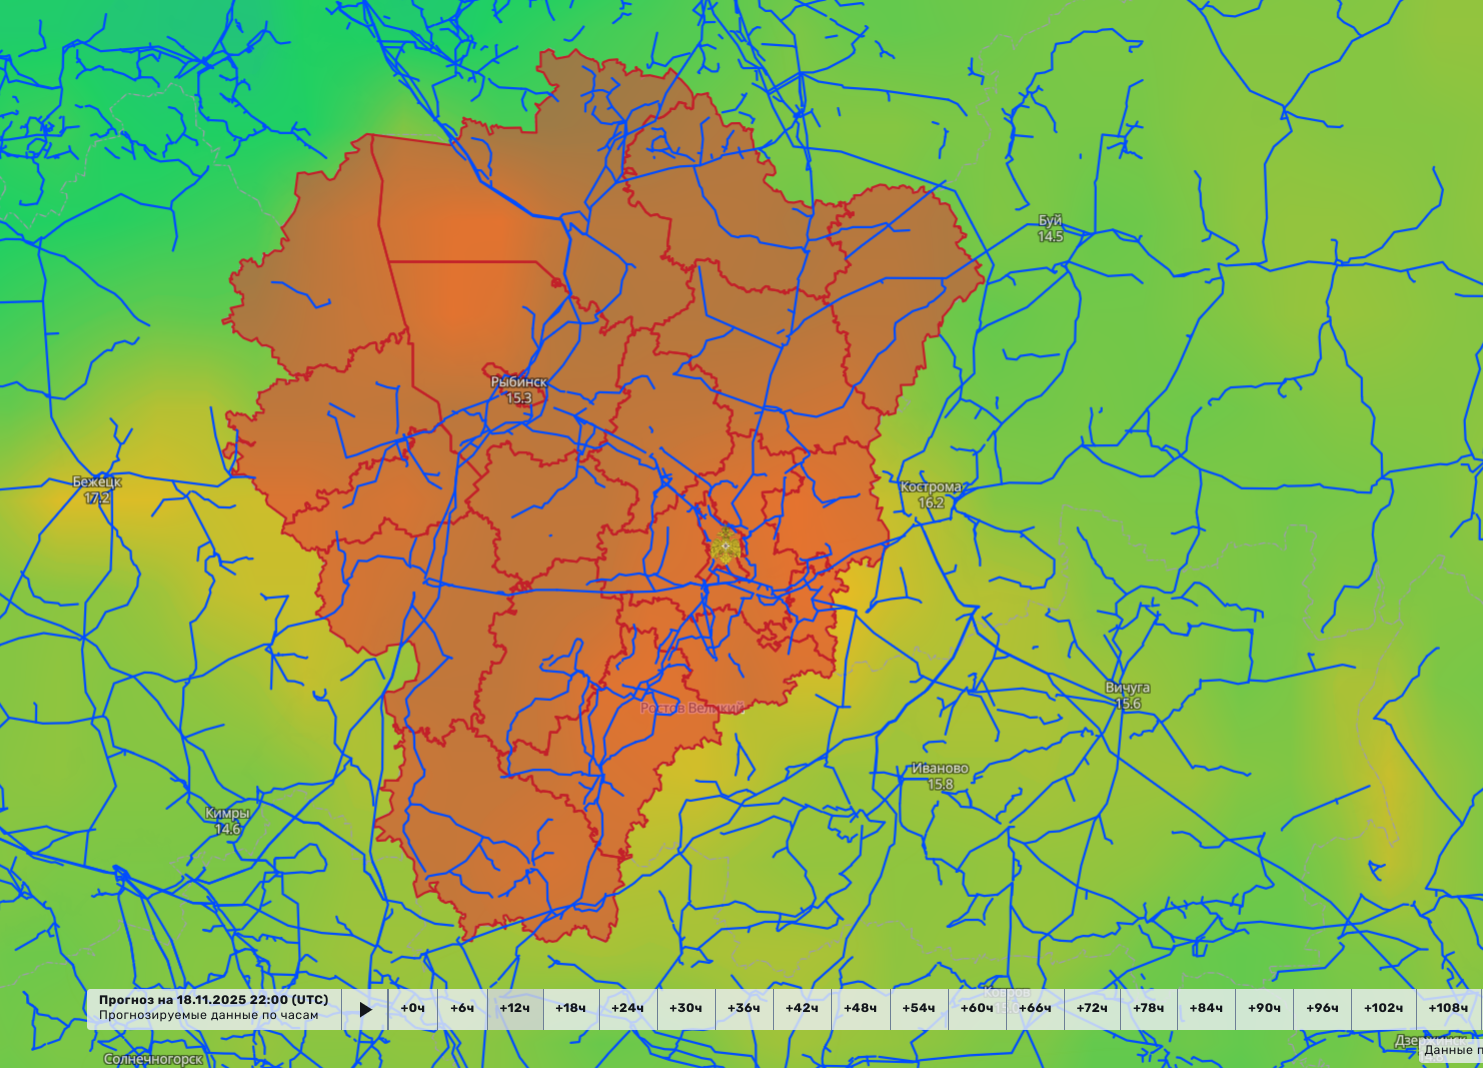 Буй
14.5
Рыбинск
15.3
Бежецк
17.2
Кострома
16.2
Вичуга
15.6
Ростов Великий
Иваново
15.8
Кимры
14.6
Прогноз на 18.11.2025 22:00 (UTC)
Прогнозируемые данные по часам
+0ч +6ч +12ч +18ч +24ч +30ч +36ч +42ч +48ч +54ч +60ч +66ч +72ч +78ч +84ч +90ч +96ч +102ч +108ч
Солнечногорск
Данные п